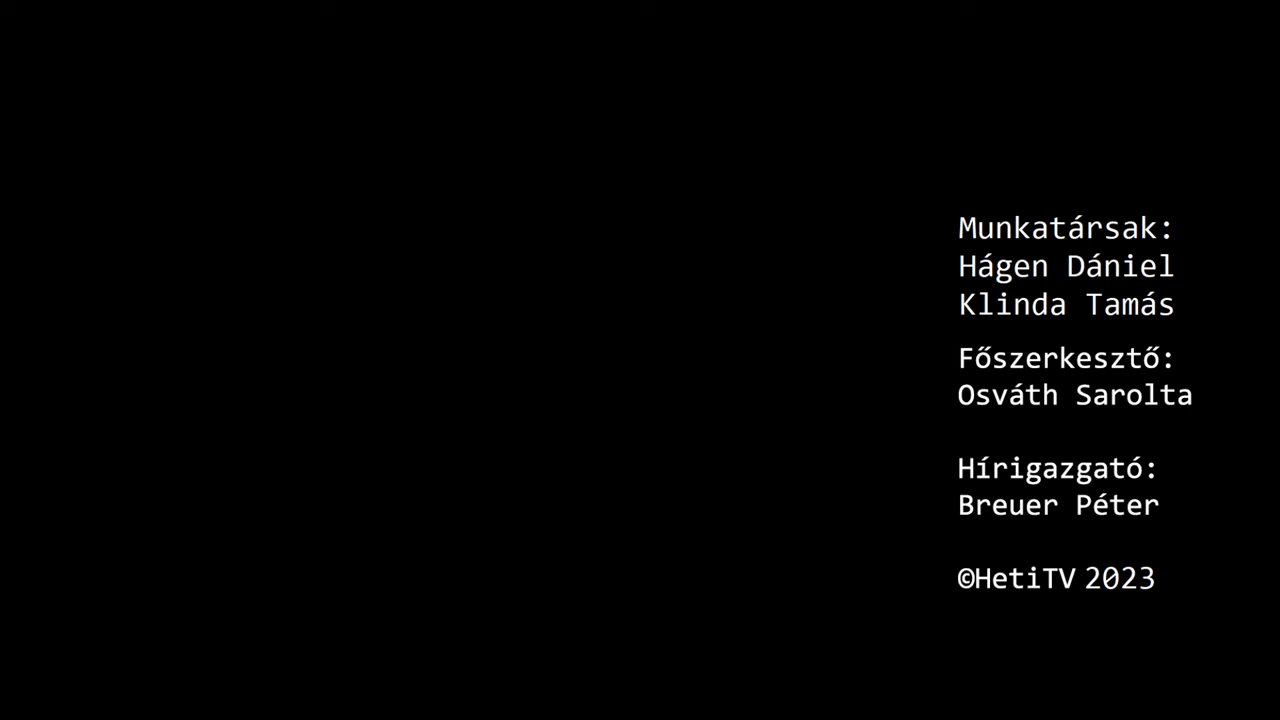 Munkatársak:
Hágen Dániel
Klinda Tamás
Főszerkesztő:
Osváth Sarolta
Hírigazgató:
Breuer Péter
©HetiTV 2023